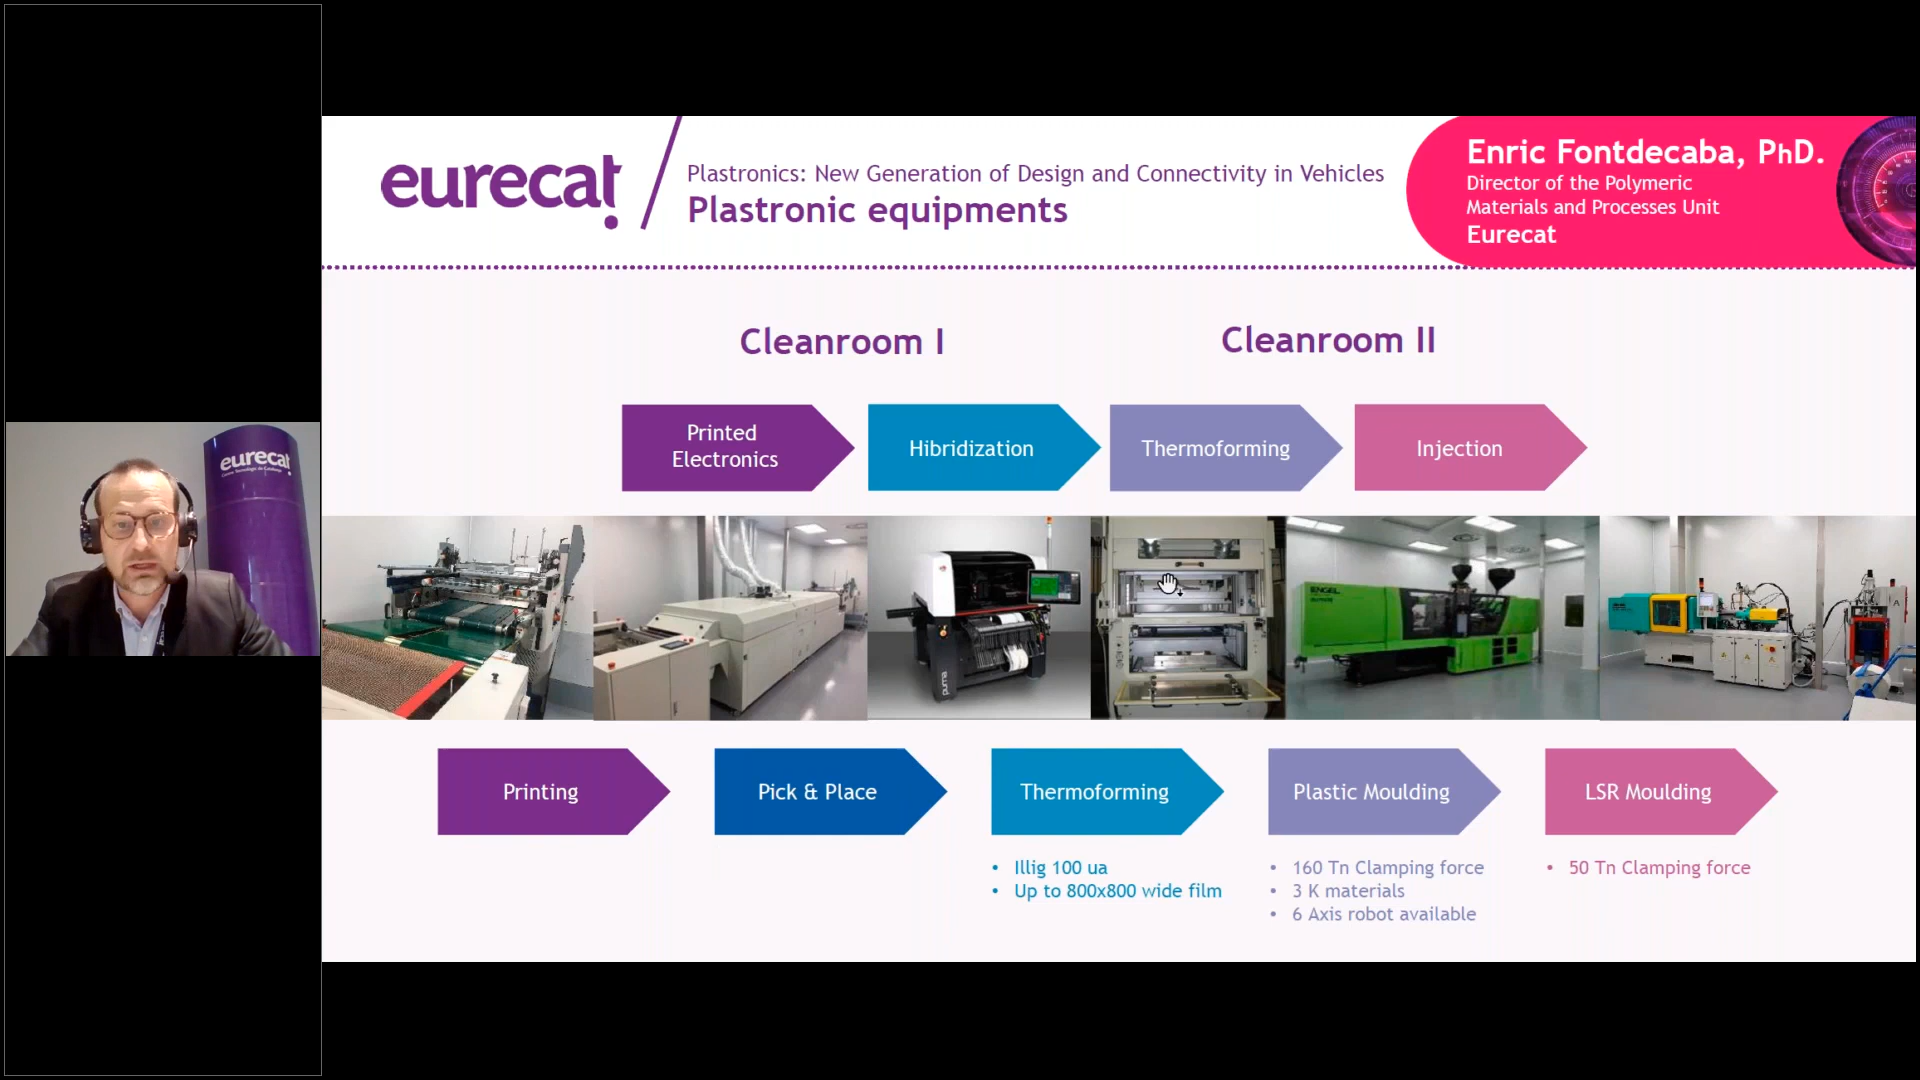 eurecat
Plastronics: New Generation of Design and Connectivity in Vehicles
Plastronic equipments
Enric Fontdecaba, PhD.
Director of the Polymeric
Materials and Processes Unit
Eurecat
Cleanroom I
Cleanroom II
Printed
Electronics
Hibridization
Thermoforming
Injection
eurecat
ENGEL
puma
Printing
Pick & Place
Thermoforming
Plastic Moulding
LSR Moulding
• Illig 100 ua
• Up to 800x800 wide film
• 160 Tn Clamping force
• 3 K materials
• 6 Axis robot available
• 50 Tn Clamping force